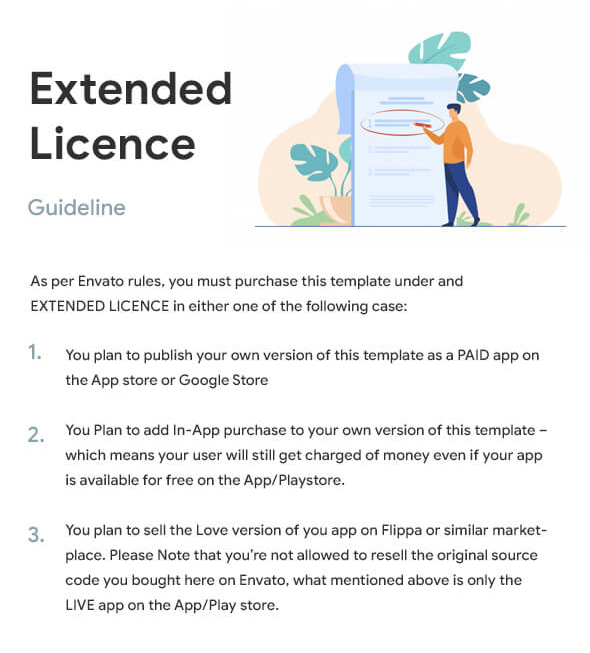 Extended
Licence
Guideline
As per Envato rules, you must purchase this template under and
EXTENDED LICENCE in either one of the following case:
1. You plan to publish your own version of this template as a PAID app on
the App store or Google Store
2. You Plan to add In-App purchase to your own version of this template –
which means your user will still get charged of money even if your app
is available for free on the App/Playstore.
3. You plan to sell the Love version of you app on Flippa or similar market-
place. Please Note that you're not allowed to resell the original source
code you bought here on Envato, what mentioned above is only the
LIVE app on the App/Play store.